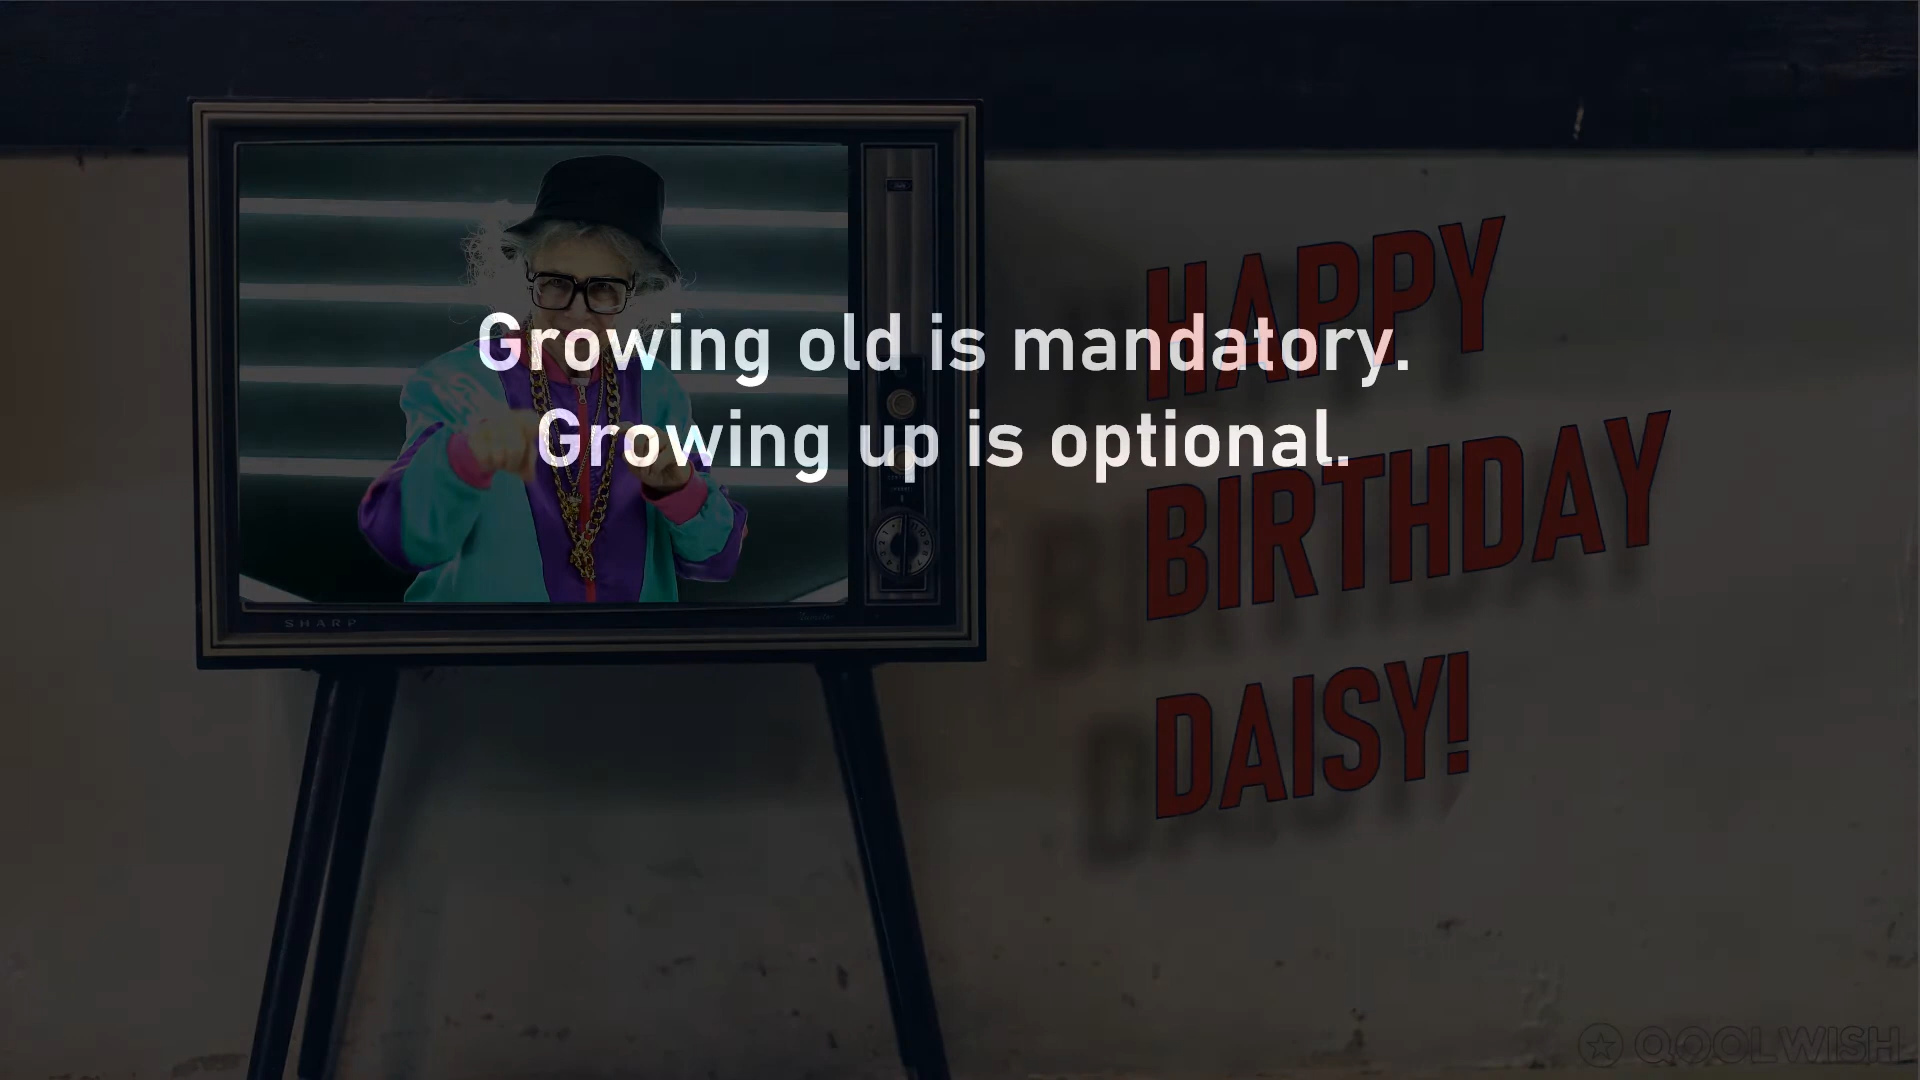 Growing old is mandatory.
Growing up is optional.
HAPPY
BIRTHDAY
DAISY!
SHARP
QOOLWISH